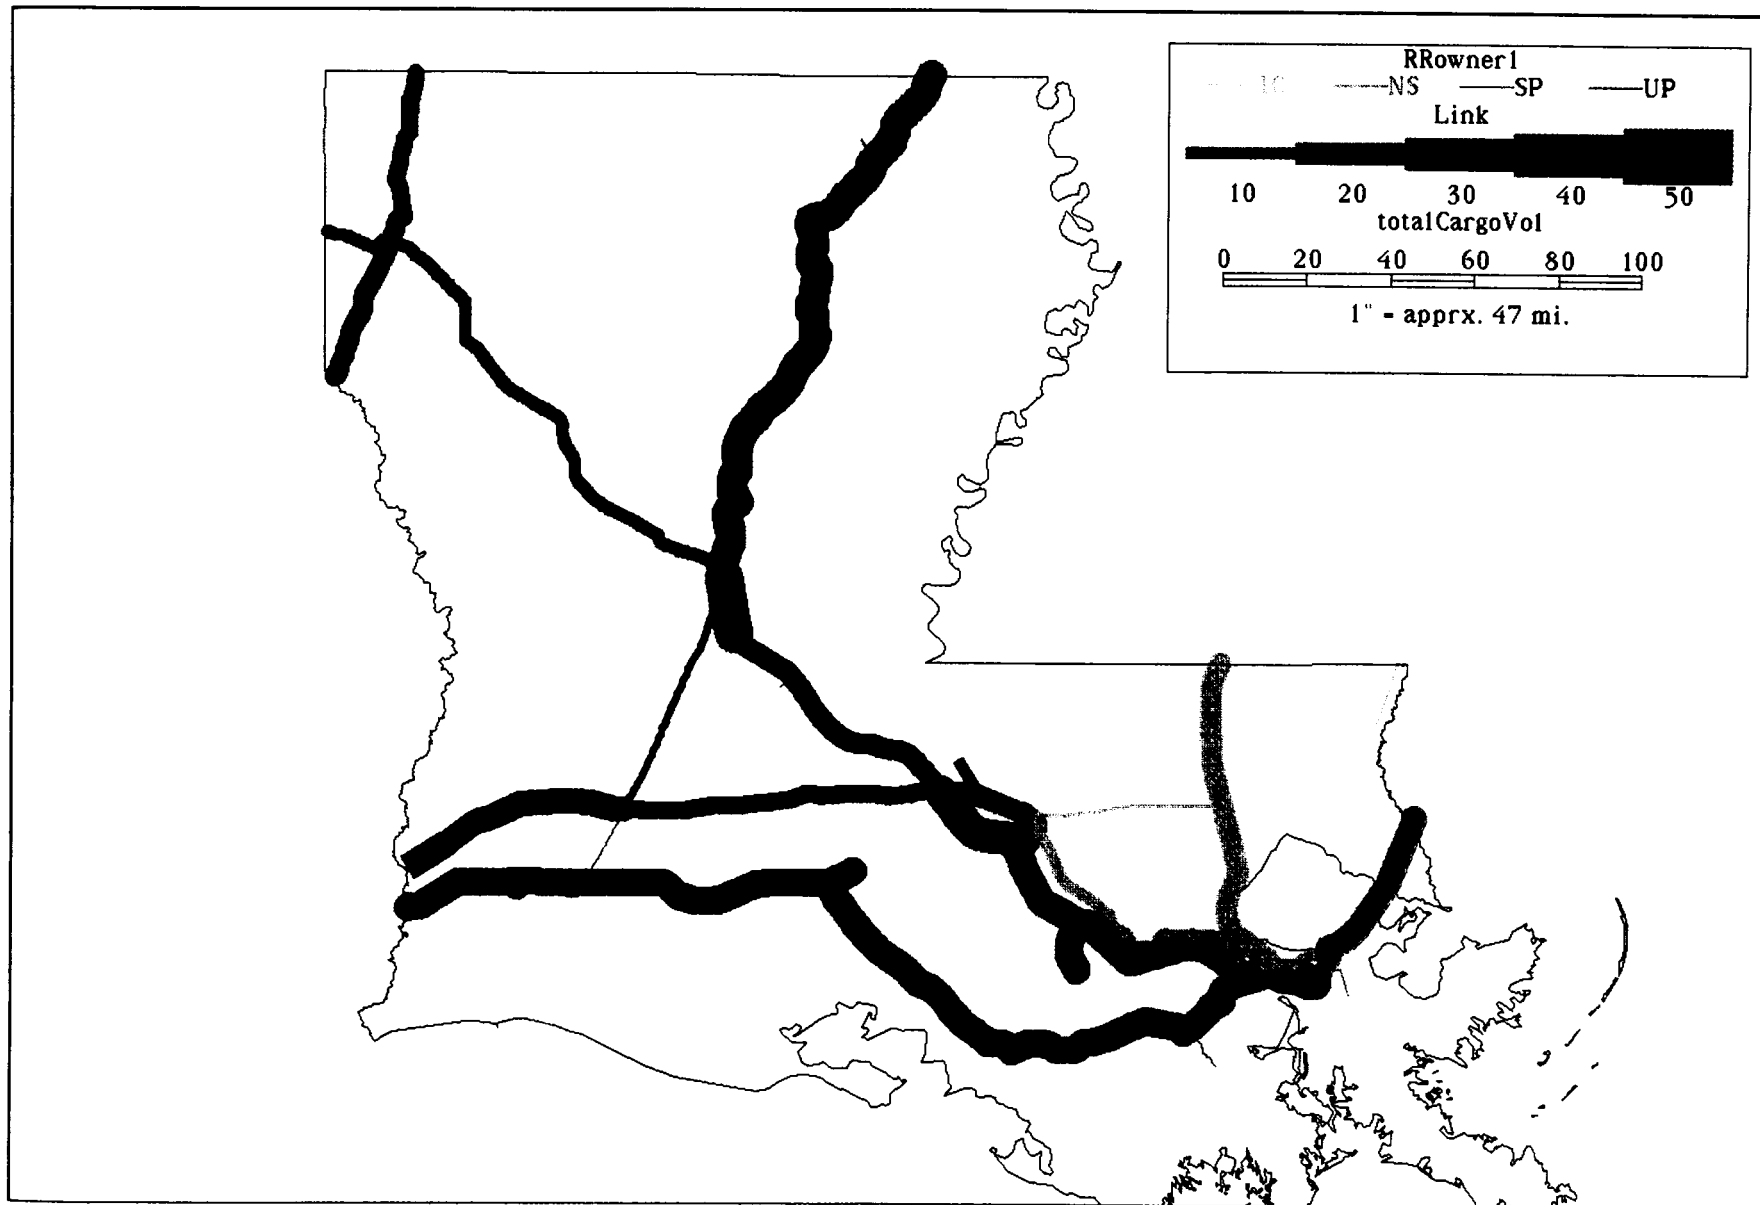 RRowner1
IC NS SP UP
Link
10 20 30 40 50
totalCargoVol
0 20 40 60 80 100
1" = apprx. 47 mi.